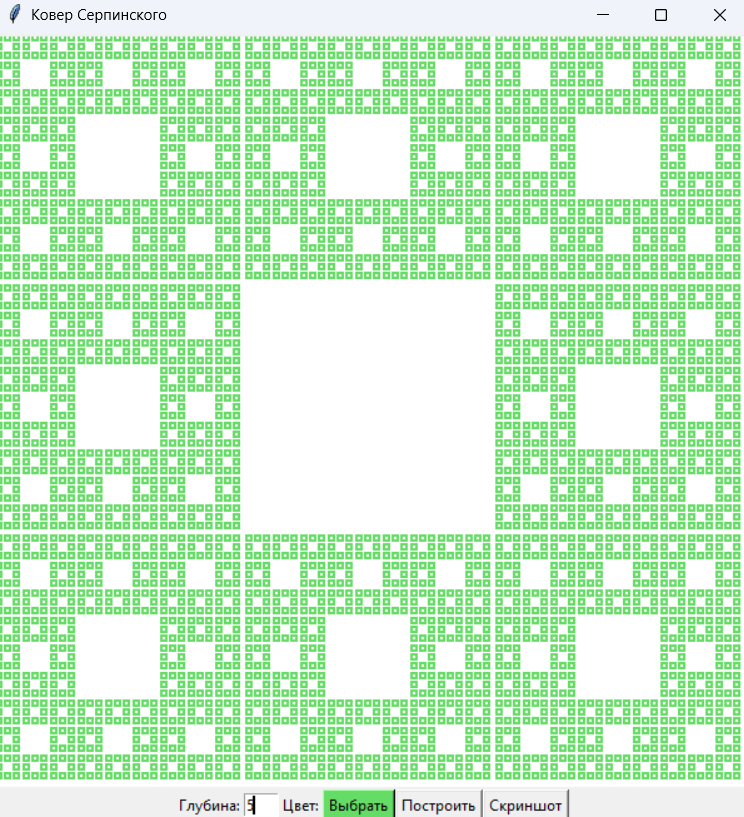 Ковер Серпинского
Глубина: 5 Цвет: Выбрать Построить Скриншот